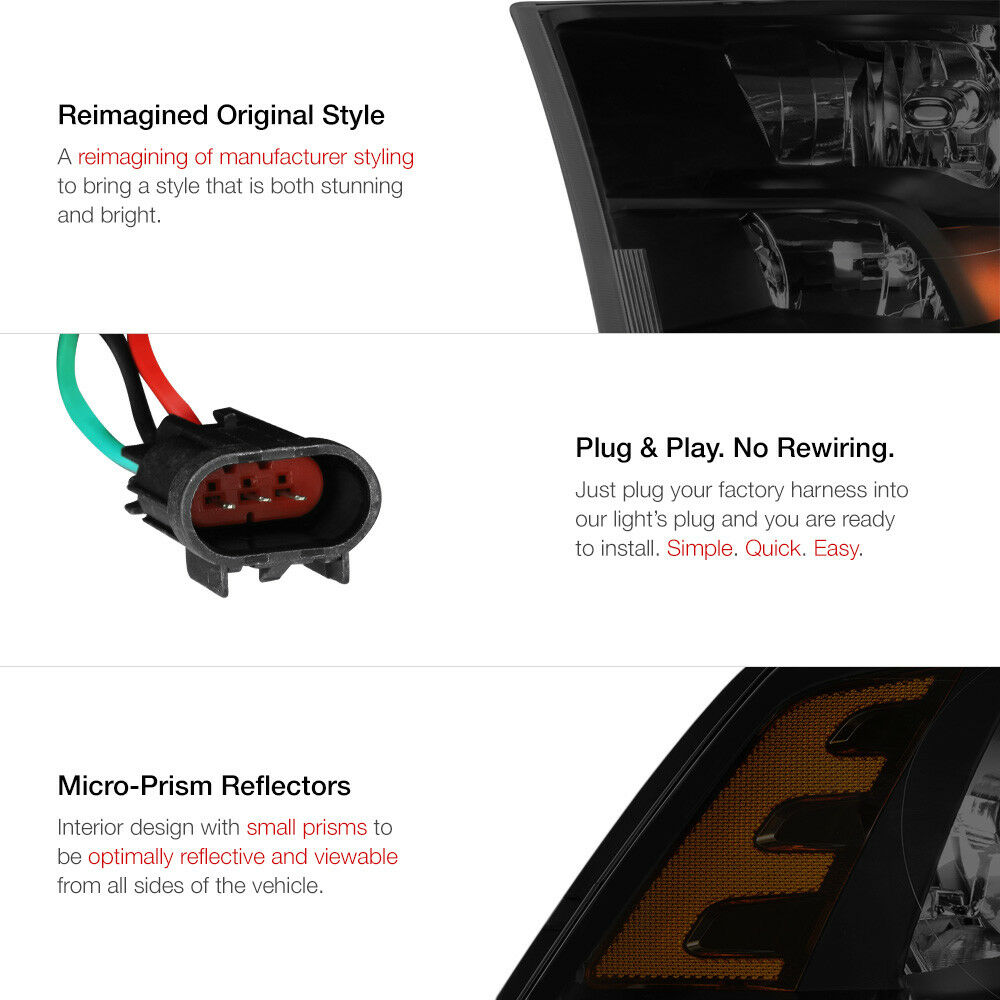 Reimagined Original Style
A reimagining of manufacturer styling
to bring a style that is both stunning
and bright.
Plug & Play. No Rewiring.
Just plug your factory harness into
our light's plug and you are ready
to install. Simple. Quick. Easy.
Micro-Prism Reflectors
Interior design with small prisms to
be optimally reflective and viewable
from all sides of the vehicle.